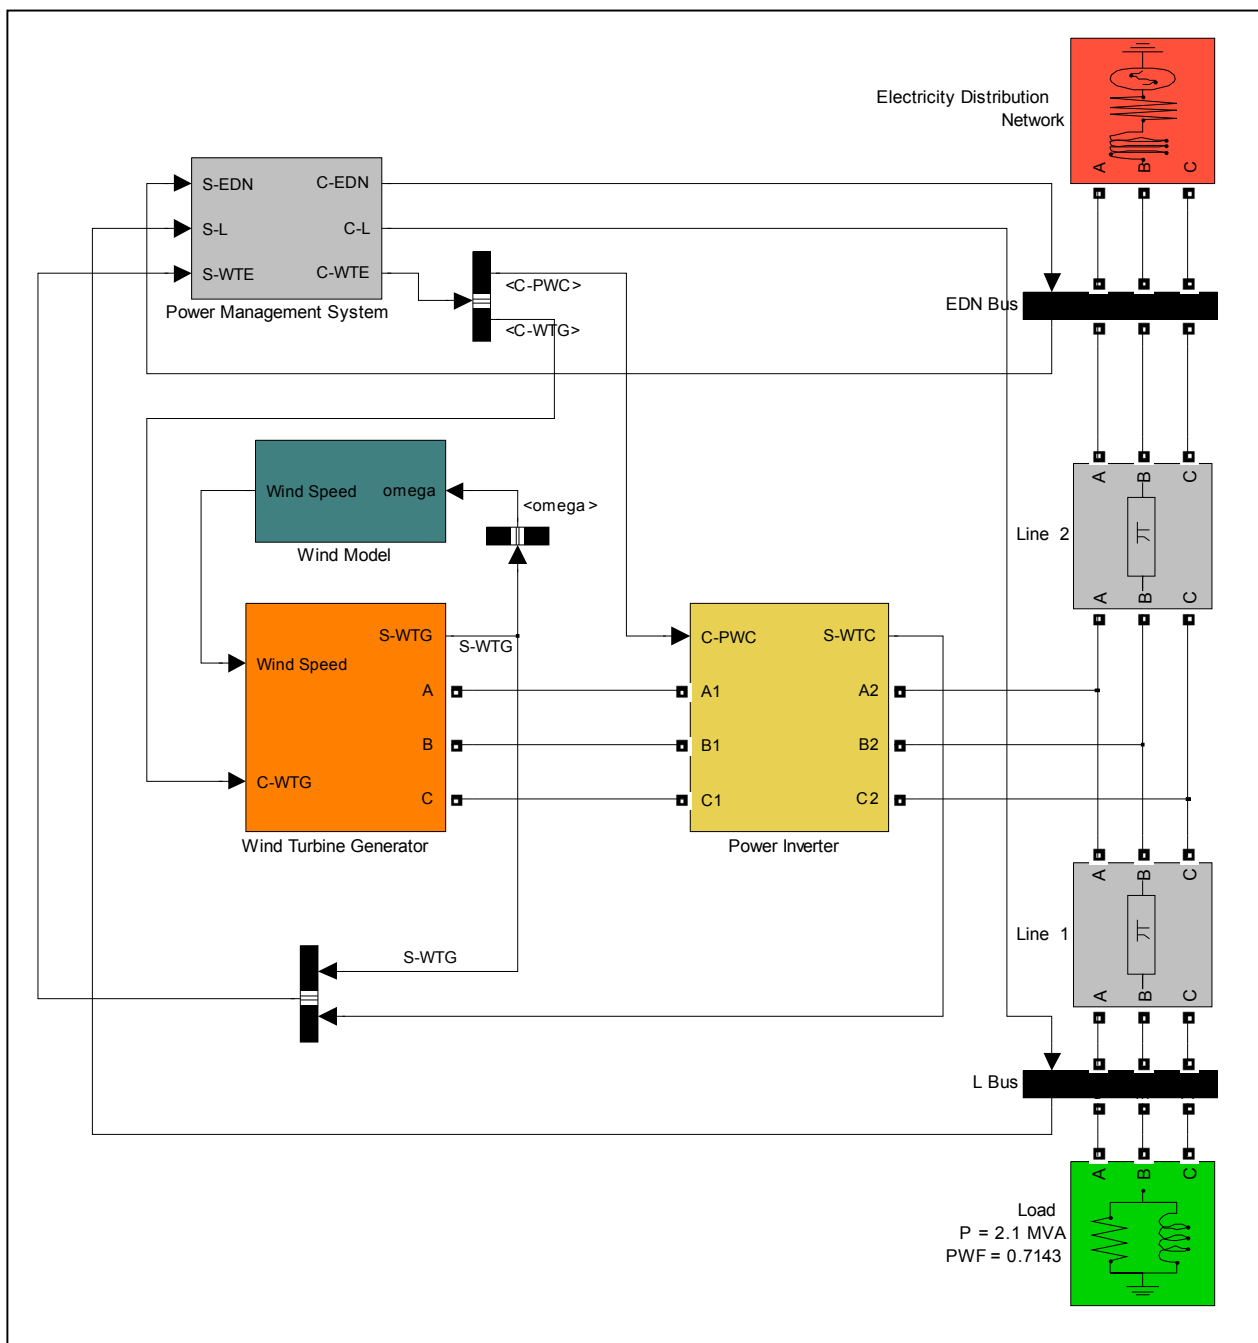 Electricity Distribution
Network
A B C
S-EDN C-EDN
S-L C-L
S-WTE C-WTE
Power Management System
<C-PWC>
<C-WTG>
EDN Bus
A B C
Line 2
A B C
Wind Speed omega
Wind Model
<omega>
S-WTG
Wind Speed
A
B
C-WTG
C
Wind Turbine Generator
S-WTG
C-PWC S-WTC
A1 A2
B1 B2
C1 C2
Power Inverter
A B C
Line 1
A B C
S-WTG
L Bus
A B C
Load
P = 2.1 MVA
PWF = 0.7143